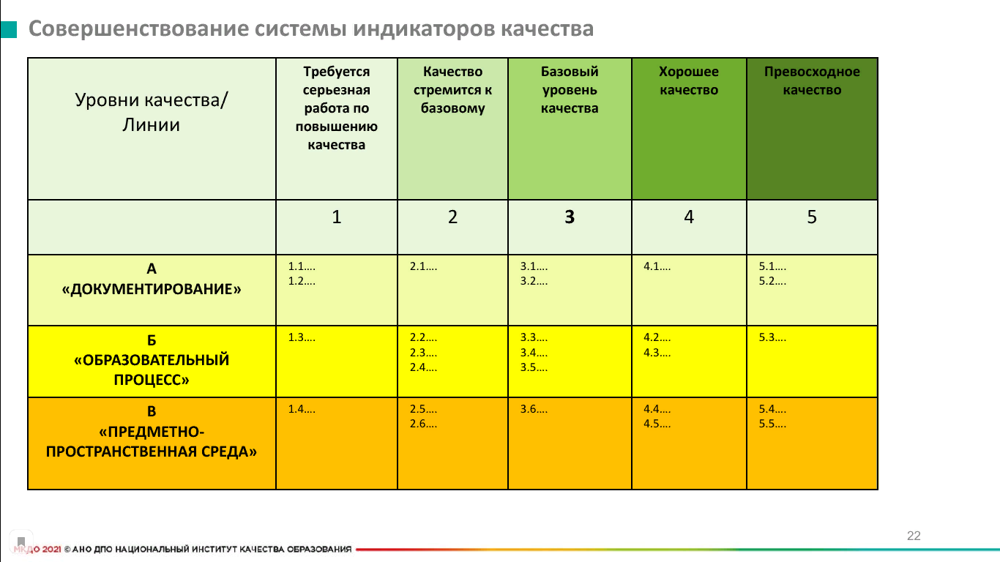 Совершенствование системы индикаторов качества
Уровни качества/
Линии
Требуется
серьезная
работа по
повышению
качества
Качество
стремится к
базовому
Базовый
уровень
качества
Хорошее
качество
Превосходное
качество
1
2
3
4
5
А
«ДОКУМЕНТИРОВАНИЕ»
1.1….
1.2….
2.1….
3.1….
3.2….
4.1….
5.1….
5.2….
Б
«ОБРАЗОВАТЕЛЬНЫЙ
ПРОЦЕСС»
1.3….
2.2….
2.3….
2.4….
3.3….
3.4….
3.5….
4.2….
4.3….
5.3….
В
«ПРЕДМЕТНО-
ПРОСТРАНСТВЕННАЯ СРЕДА»
1.4….
2.5….
2.6….
3.6….
4.4….
4.5….
5.4….
5.5….
22
МКДО 2021 © АНО ДПО НАЦИОНАЛЬНЫЙ ИНСТИТУТ КАЧЕСТВА ОБРАЗОВАНИЯ